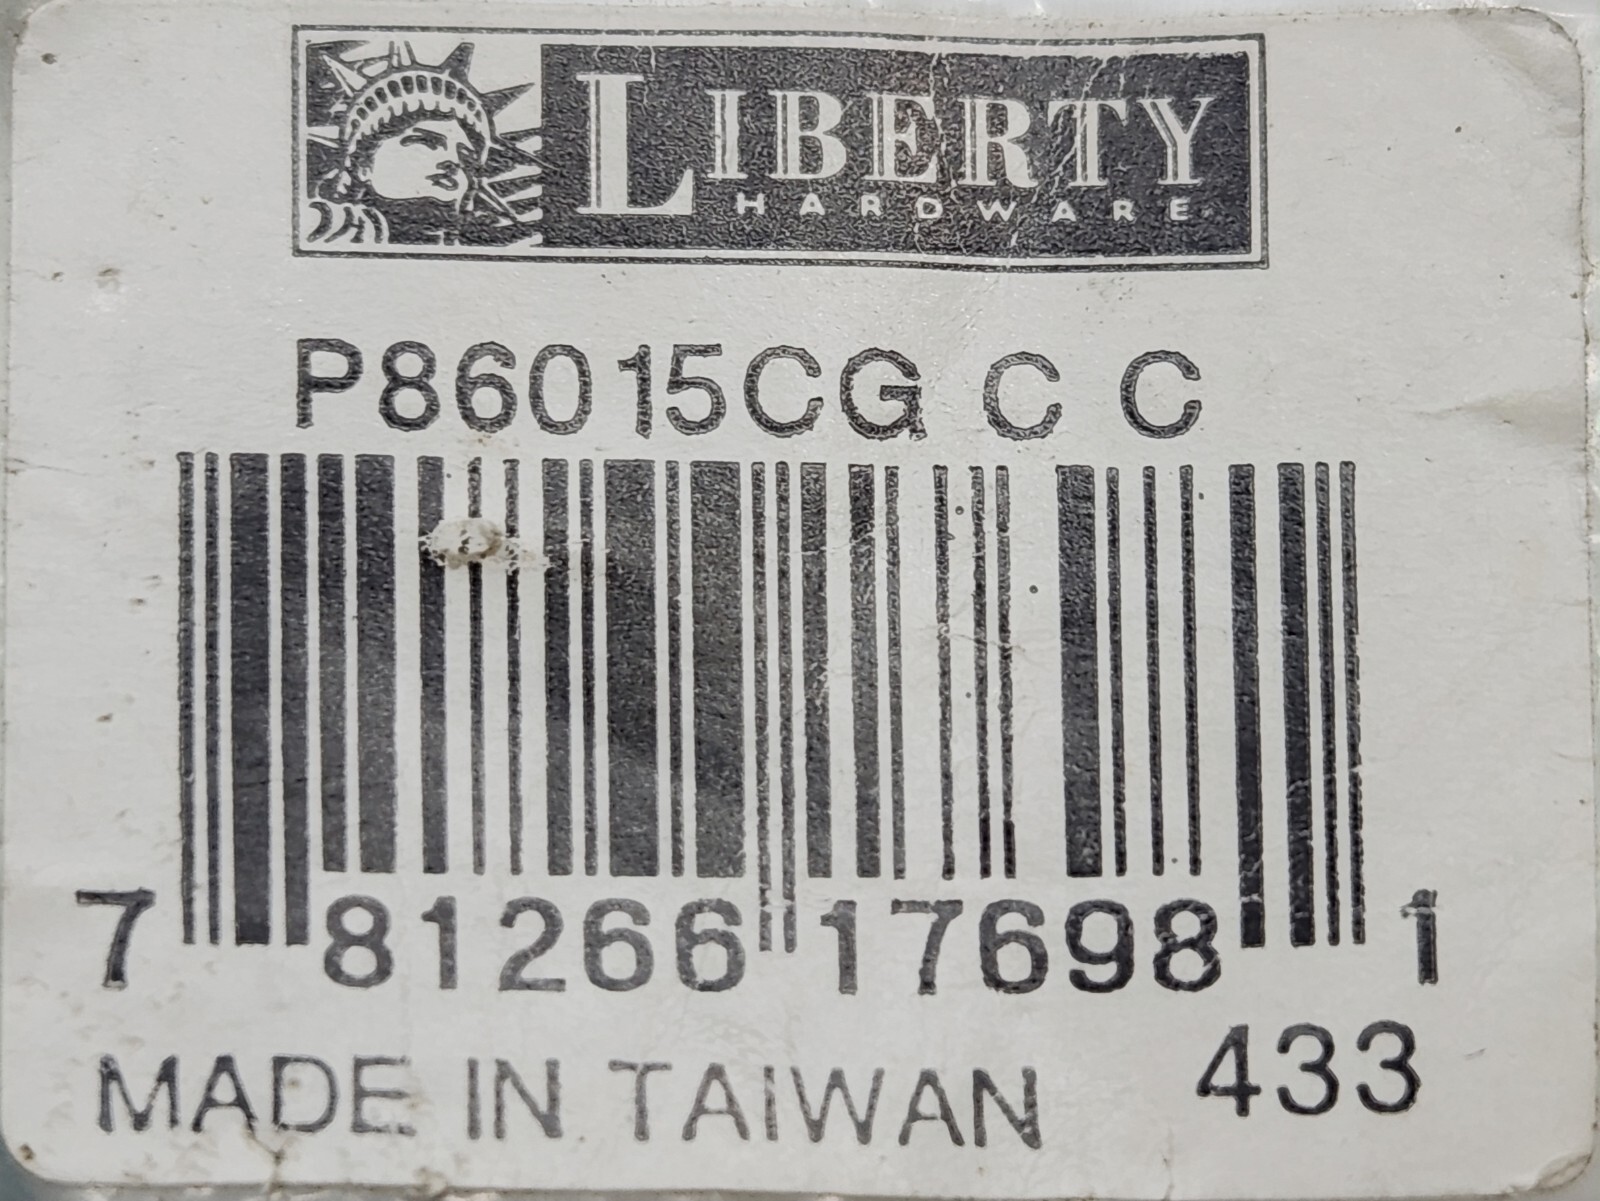 LIBERTY
HARDWARE
P86015CG C C
7 81266 17698 1
433
MADE IN TAIWAN